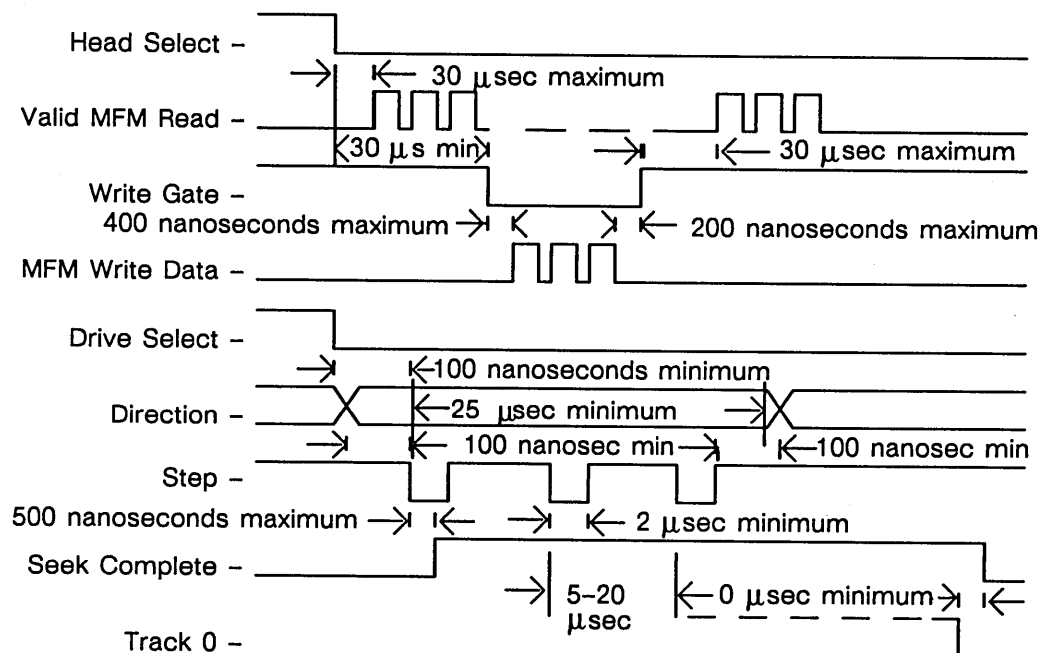 Head Select -
30 μsec maximum
Valid MFM Read -
30 μs min
30 μsec maximum
Write Gate -
400 nanoseconds maximum
200 nanoseconds maximum
MFM Write Data -
Drive Select -
100 nanoseconds minimum
Direction -
25 μsec minimum
100 nanosec min
100 nanosec min
Step -
500 nanoseconds maximum
2 μsec minimum
Seek Complete -
5-20
μsec
0 μsec minimum
Track 0 -